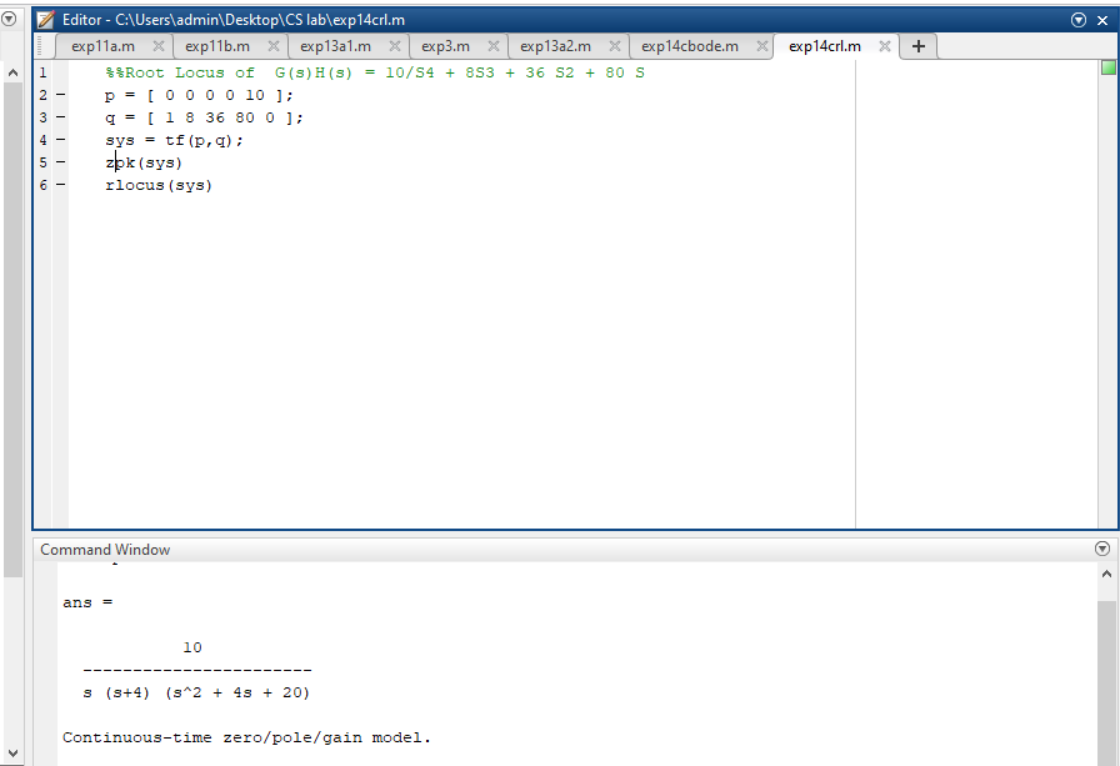 Editor - C:\Users\admin\Desktop\CS lab\exp14crl.m
exp11a.m exp11b.m exp13a1.m exp3.m exp13a2.m exp14cbode.m exp14crl.m +
1 %%Root Locus of  G(s)H(s) = 10/S4 + 8S3 + 36 S2 + 80 S
2 - p = [ 0 0 0 0 10 ];
3 - q = [ 1 8 36 80 0 ];
4 - sys = tf(p,q);
5 - zpk(sys)
6 - rlocus(sys)
Command Window
ans =
10
-----------------------
s (s+4) (s^2 + 4s + 20)
Continuous-time zero/pole/gain model.